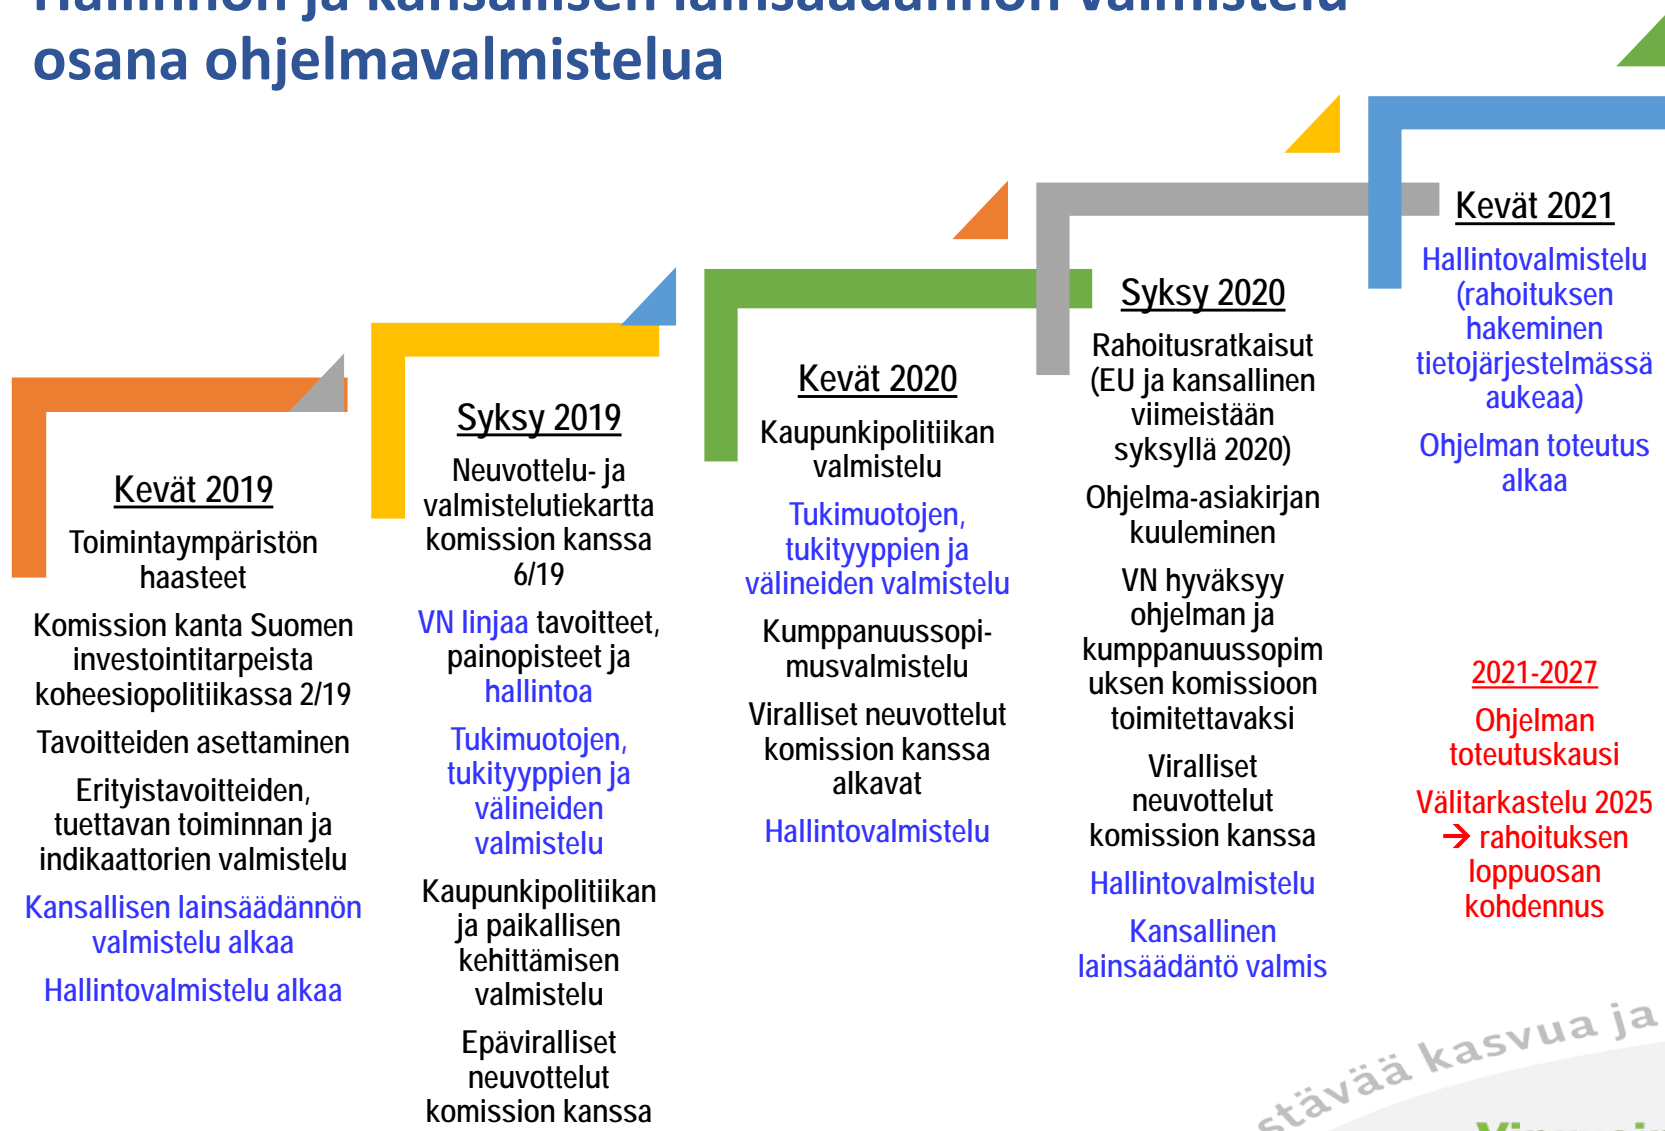 Hallinnon ja kansallisen lainsäädännön valmistelu
osana ohjelmavalmistelua
Kevät 2019
Toimintaympäristön
haasteet
Komission kanta Suomen
investointitarpeista
koheesiopolitiikassa 2/19
Tavoitteiden asettaminen
Erityistavoitteiden,
tuettavan toiminnan ja
indikaattorien valmistelu
Kansallisen lainsäädännön
valmistelu alkaa
Hallintovalmistelu alkaa
Syksy 2019
Neuvottelu- ja
valmistelutiekartta
komission kanssa
6/19
VN linjaa tavoitteet,
painopisteet ja
hallintoa
Tukimuotojen,
tukityyppien ja
välineiden
valmistelu
Kaupunkipolitiikan
ja paikallisen
kehittämisen
valmistelu
Epäviralliset
neuvottelut
komission kanssa
Kevät 2020
Kaupunkipolitiikan
valmistelu
Tukimuotojen,
tukityyppien ja
välineiden valmistelu
Kumppanuussopi-
musvalmistelu
Viralliset neuvottelut
komission kanssa
alkavat
Hallintovalmistelu
Syksy 2020
Rahoitusratkaisut
(EU ja kansallinen
viimeistään
syksyllä 2020)
Ohjelma-asiakirjan
kuuleminen
VN hyväksyy
ohjelman ja
kumppanuussopim
uksen komissioon
toimitettavaksi
Viralliset
neuvottelut
komission kanssa
Hallintovalmistelu
Kansallinen
lainsäädäntö valmis
Kevät 2021
Hallintovalmistelu
(rahoituksen
hakeminen
tietojärjestelmässä
aukeaa)
Ohjelman toteutus
alkaa
2021-2027
Ohjelman
toteutuskausi
Välitarkastelu 2025
→ rahoituksen
loppuosan
kohdennus
stävää kasvua ja